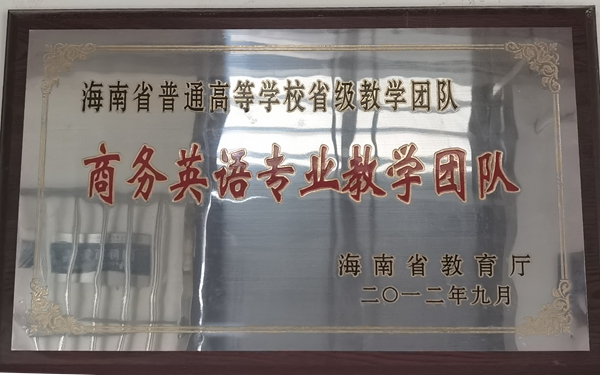 海南省普通高等学校省级教学团队
商务英语专业教学团队
海南省教育厅
二〇一二年九月